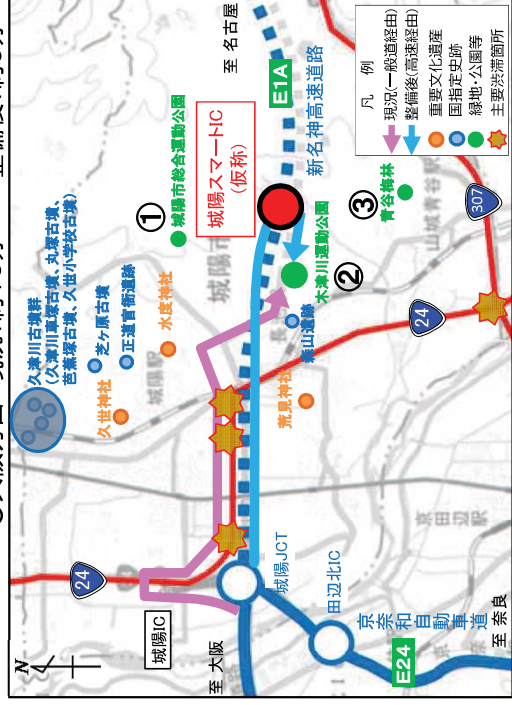 久津川古墳群
(久津川車塚古墳、丸塚古墳、
芭蕉塚古墳、久世小学校古墳)
芝ヶ原古墳
正道官衙遺跡
久世神社
水度神社
城陽駅
①
城陽市総合運動公園
城陽スマートIC
(仮称)
至 名古屋
E1A
新名神高速道路
凡 例
現況(一般道経由)
整備後(高速経由)
重要文化遺産
国指定史跡
緑地・公園等
主要渋滞箇所
N
24
城陽IC
至 大阪
城陽JCT
田辺北IC
京奈和自動車道
E24
至 奈良
京田辺駅
荒見神社
森山遺跡
長池
木津川運動公園
②
③
青谷梅林
山城青谷駅
城陽市
24
307